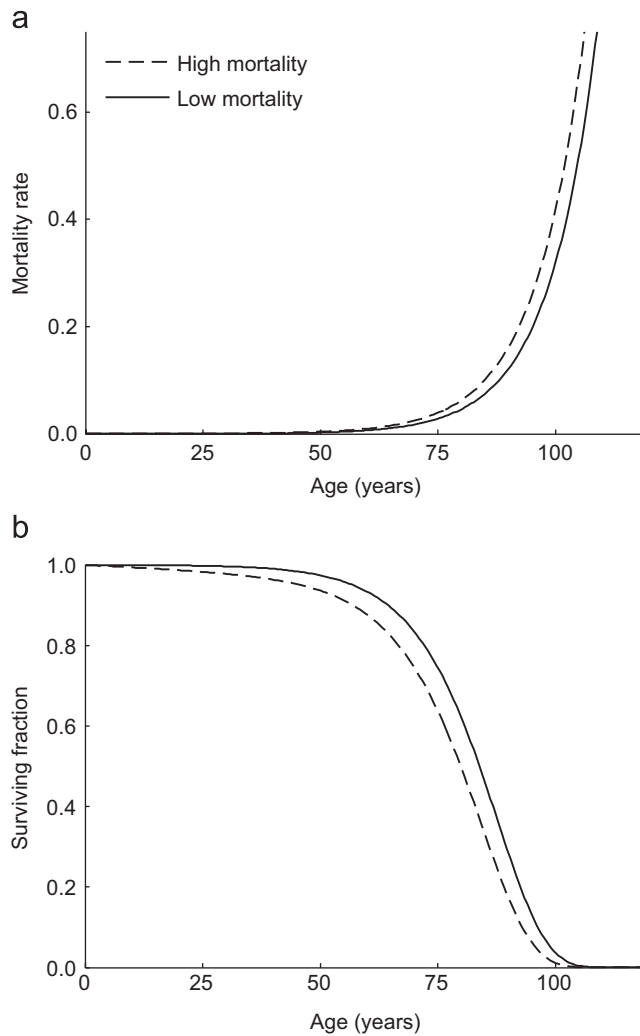 a
High mortality
Low mortality
0.6
0.4
0.2
0.0
Mortality rate
0 25 50 75 100
Age (years)
b
1.0
0.8
0.6
0.4
0.2
0.0
Surviving fraction
0 25 50 75 100
Age (years)